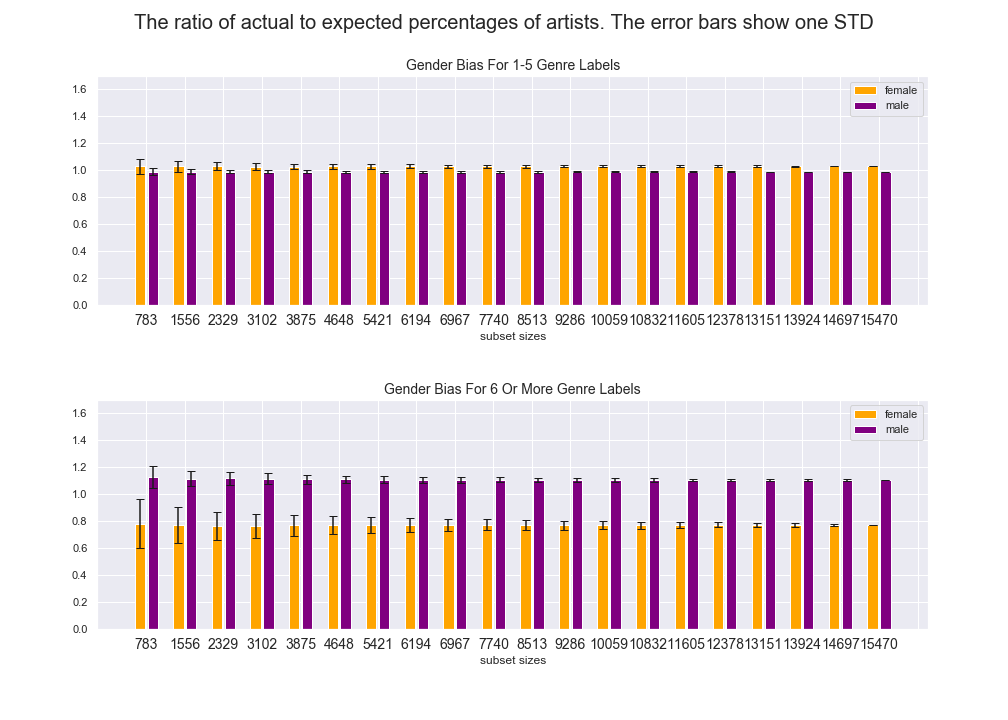 The ratio of actual to expected percentages of artists. The error bars show one STD
Gender Bias For 1-5 Genre Labels
1.6
1.4
1.2
1.0
0.8
0.6
0.4
0.2
0.0
female
male
783 1556 2329 3102 3875 4648 5421 6194 6967 7740 8513 9286 10059 10832 11605 12378 13151 13924 14697 15470
subset sizes
Gender Bias For 6 Or More Genre Labels
1.6
1.4
1.2
1.0
0.8
0.6
0.4
0.2
0.0
female
male
783 1556 2329 3102 3875 4648 5421 6194 6967 7740 8513 9286 10059 10832 11605 12378 13151 13924 14697 15470
subset sizes